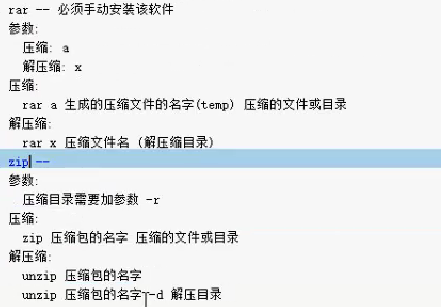 rar -- 必须手动安装该软件
参数:
压缩: a
解压缩: x
压缩:
rar a 生成的压缩文件的名字(temp) 压缩的文件或目录
解压缩:
rar x 压缩文件名 (解压缩目录)
zip --
参数:
压缩目录需要加参数 -r
压缩:
zip 压缩包的名字 压缩的文件或目录
解压缩:
unzip 压缩包的名字
unzip 压缩包的名字 -d 解压目录